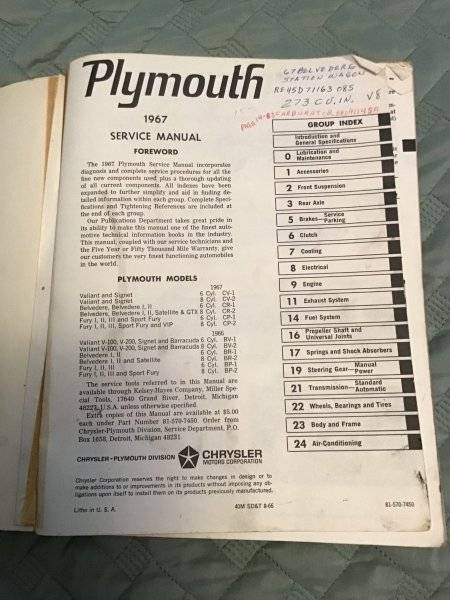 Plymouth
67 BELVEDERE
STATION WAGON
RE45D71163085
273 CU.IN. V8
PAGE 14-83 CARBURATOR
1967
SERVICE MANUAL
FOREWORD
The 1967 Plymouth Service Manual incorporates
diagnosis and complete service procedures for all the
fine new components used plus a thorough updating
of all current components. All indexes have been
expanded to further simplify and aid in finding de-
tailed information within each group. Complete Speci-
fications and Tightening References are included at
the end of each group.
Our Publications Department takes great pride in
its ability to make this manual one of the finest auto-
motive technical information books in the industry.
This manual, coupled with our service technicians and
the Five Year or Fifty Thousand Mile Warranty, give
our customers the very finest functioning automobiles
in the world.
PLYMOUTH MODELS
1967
Valiant and Signet 6 Cyl. CV-1
Valiant and Signet 8 Cyl. CV-2
Belvedere, Belvedere I, II 6 Cyl. CR-1
Belvedere, Belvedere I, II, Satellite & GTX 8 Cyl. CR-2
Fury I, II, III and Sport Fury 6 Cyl. CP-1
Fury I, II, III, Sport Fury and VIP 8 Cyl. CP-2
1966
Valiant V-100, V-200, Signet and Barracuda 6 Cyl. BV-1
Valiant V-100, V-200, Signet and Barracuda 8 Cyl. BV-2
Belvedere I, II 6 Cyl. BR-1
Belvedere I, II and Satellite 8 Cyl. BR-2
Fury I, II, III 6 Cyl. BP-1
Fury I, II, III and Sport Fury 8 Cyl. BP-2
The service tools referred to in this Manual are
available through Kelsey-Hayes Company, Miller Spe-
cial Tools, 17640 Grand River, Detroit, Michigan
48227, U.S.A. unless otherwise specified.
Extra copies of this Manual are available at $5.00
each under Part Number 81-570-7450. Order from
Chrysler-Plymouth Division, Service Department, P.O.
Box 1658, Detroit, Michigan 48231.
CHRYSLER-PLYMOUTH DIVISION
CHRYSLER
MOTORS CORPORATION
Chrysler Corporation reserves the right to make changes in design or to
make additions to or improvements in its products without imposing any ob-
ligations upon itself to install them on its products previously manufactured.
Litho in U. S. A.
40M SD&T 8-66
81-570-7450
GROUP INDEX
Introduction and
General Specifications
0 Lubrication and
Maintenance
1 Accessories
2 Front Suspension
3 Rear Axle
5 Brakes—Service
Parking
6 Clutch
7 Cooling
8 Electrical
9 Engine
11 Exhaust System
14 Fuel System
16 Propeller Shaft and
Universal Joints
17 Springs and Shock Absorbers
19 Steering Gear—Manual
Power
21 Transmission—Standard
Automatic
22 Wheels, Bearings and Tires
23 Body and Frame
24 Air-Conditioning